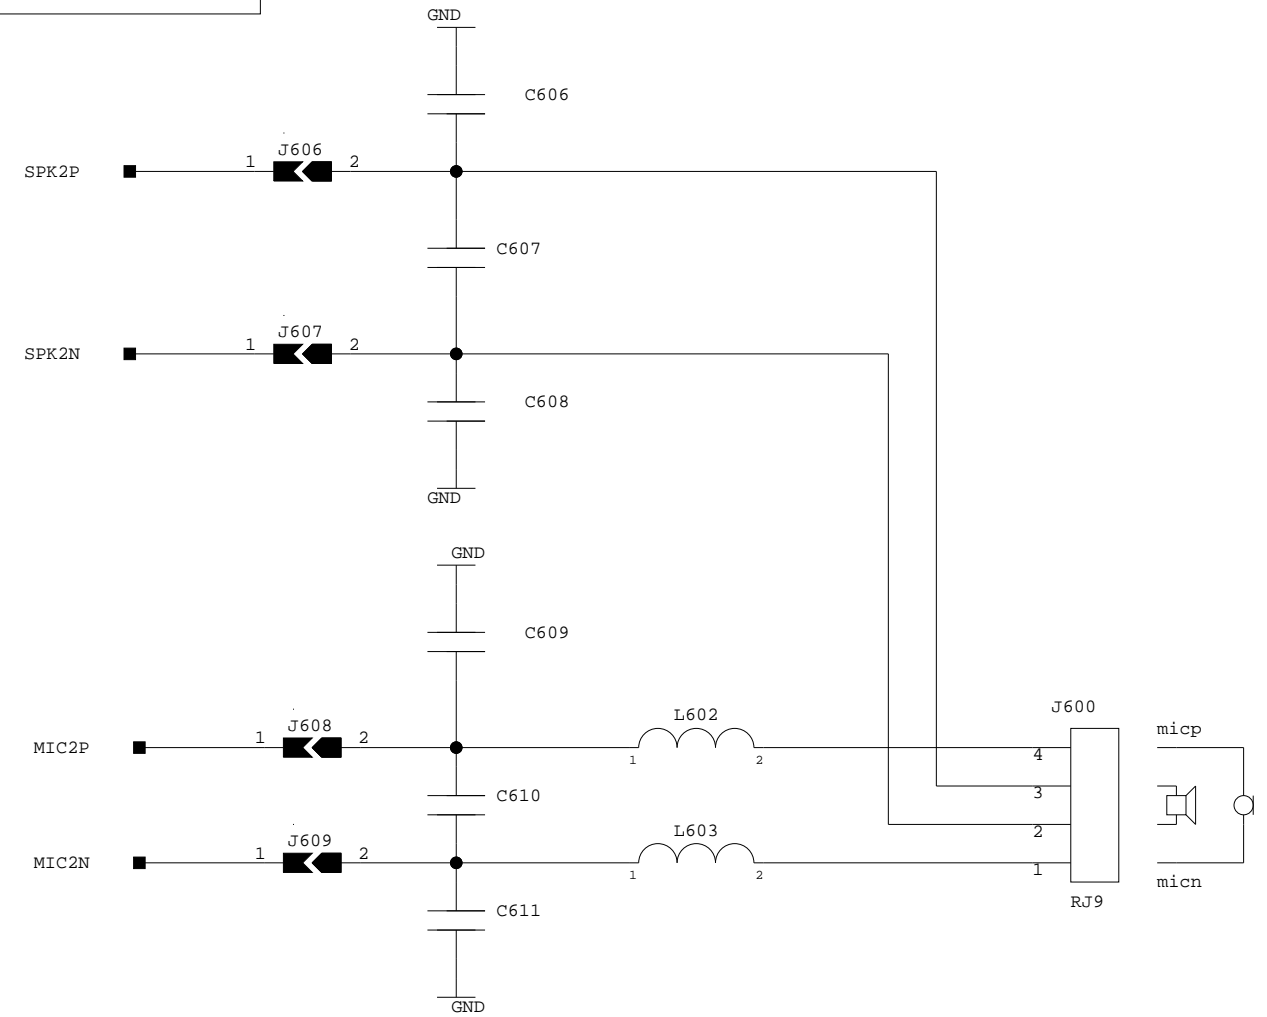 GND
C606
J606
1 2
SPK2P
C607
J607
1 2
SPK2N
C608
GND
GND
C609
J608
1 2
MIC2P
L602
1 2
J600
micp
4
3
2
1
C610
J609
1 2
MIC2N
L603
1 2
micn
RJ9
C611
GND